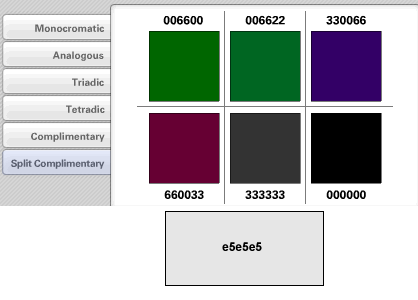 006600 006622 330066
Monocromatic
Analogous
Triadic
Tetradic
Complimentary
Split Complimentary
660033 333333 000000
e5e5e5